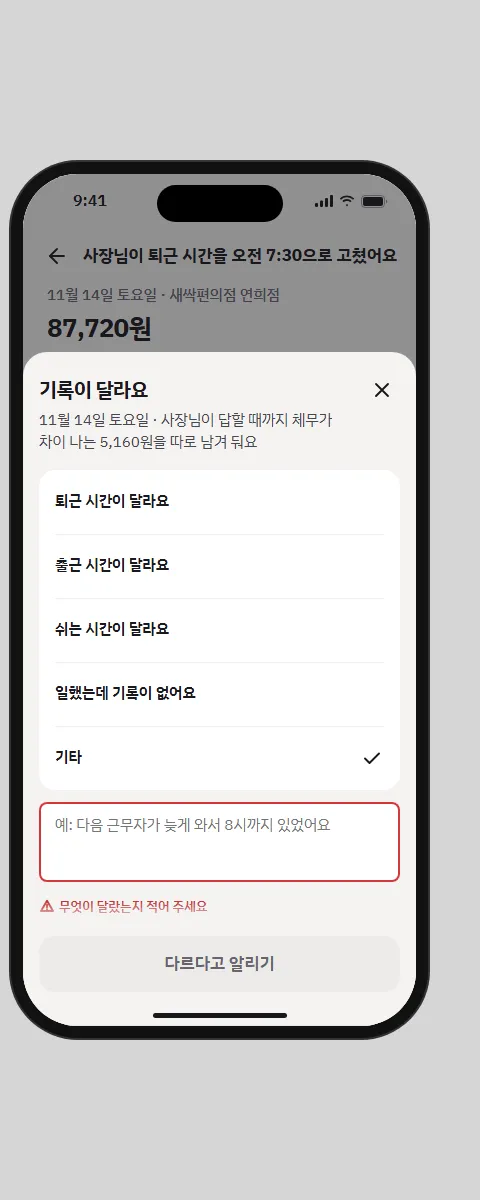 9:41
사장님이 퇴근 시간을 오전 7:30으로 고쳤어요
11월 14일 토요일 · 새싹편의점 연희점
87,720원
기록이 달라요
11월 14일 토요일 · 사장님이 답할 때까지 체무가
차이 나는 5,160원을 따로 남겨 둬요
퇴근 시간이 달라요
출근 시간이 달라요
쉬는 시간이 달라요
일했는데 기록이 없어요
기타
예: 다음 근무자가 늦게 와서 8시까지 있었어요
무엇이 달랐는지 적어 주세요
다르다고 알리기